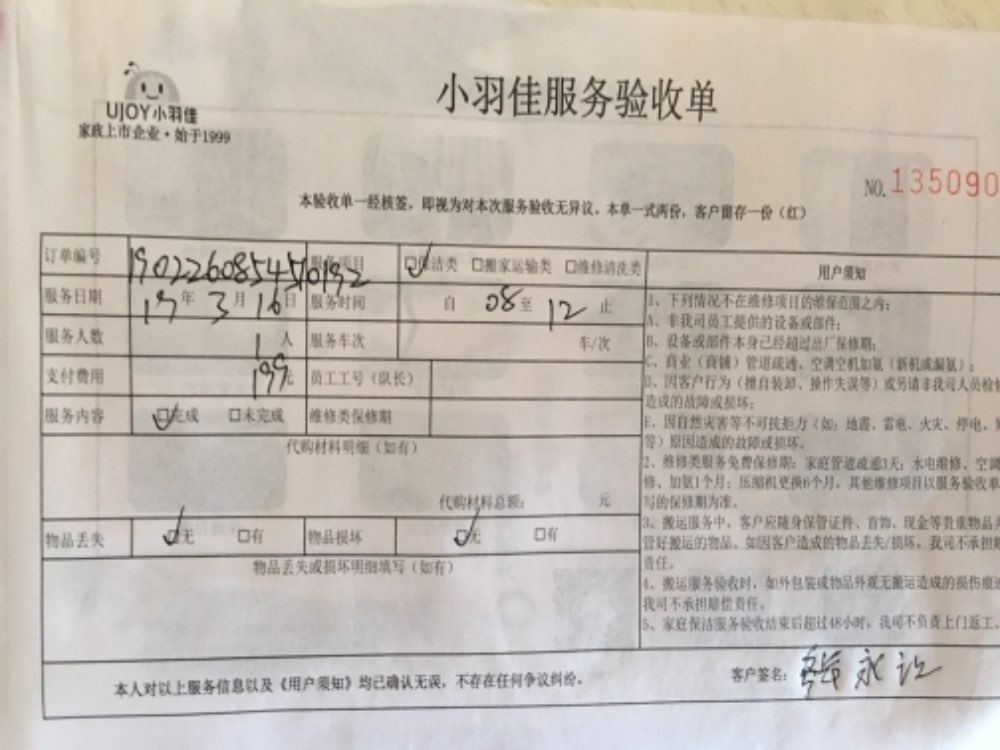 UJOY小羽佳
家政上市企业·始于1999
小羽佳服务验收单
NO.135090
本验收单一经核签，即视为对本次服务验收无异议。本单一式两份，客户留存一份（红）
订单编号 服务项目 保洁类 搬家运输类 维修清洗类 用户须知
服务日期 19年3月16日 服务时间 自 08 至 12 止
服务人数 1人 服务车次 车/次
支付费用 199元 员工工号（队长）
服务内容 完成 未完成 维修类保修期
代购材料明细（如有）
代购材料总额： 元
物品丢失 无 有 物品损坏 无 有
物品丢失或损坏明细填写（如有）
1、下列情况不在维修项目的维保范围之内：
A、非我司员工提供的设备或部件；
B、设备或部件本身已经超过出厂保修期；
C、商业（商铺）管道疏通、空调空机加氨（新机或漏氨）；
D、因客户行为（擅自装卸、操作失误等）或另请非我司人员检修
造成的故障或损坏；
E、因自然灾害等不可抗拒力（如：地震、雷电、火灾、停电、
等）原因造成的故障或损坏。
2、维修类服务免费保修期：家庭管道疏通3天；水电维修、空调
修、加氨1个月；压缩机更换6个月。其他维修项目以服务验收单
写的保修期为准。
3、搬运服务中，客户应随身保管证件、首饰、现金等贵重物品并
管好搬运的物品。如因客户造成的物品丢失/损坏，我司不承担
责任。
4、搬运服务验收时，如外包装或物品外观无搬运造成的损伤痕迹
我司不承担赔偿责任。
5、家庭保洁服务验收结束后超过48小时，我司不负责上门返工。
本人对以上服务信息以及《用户须知》均已确认无误，不存在任何争议纠纷。 客户签名：